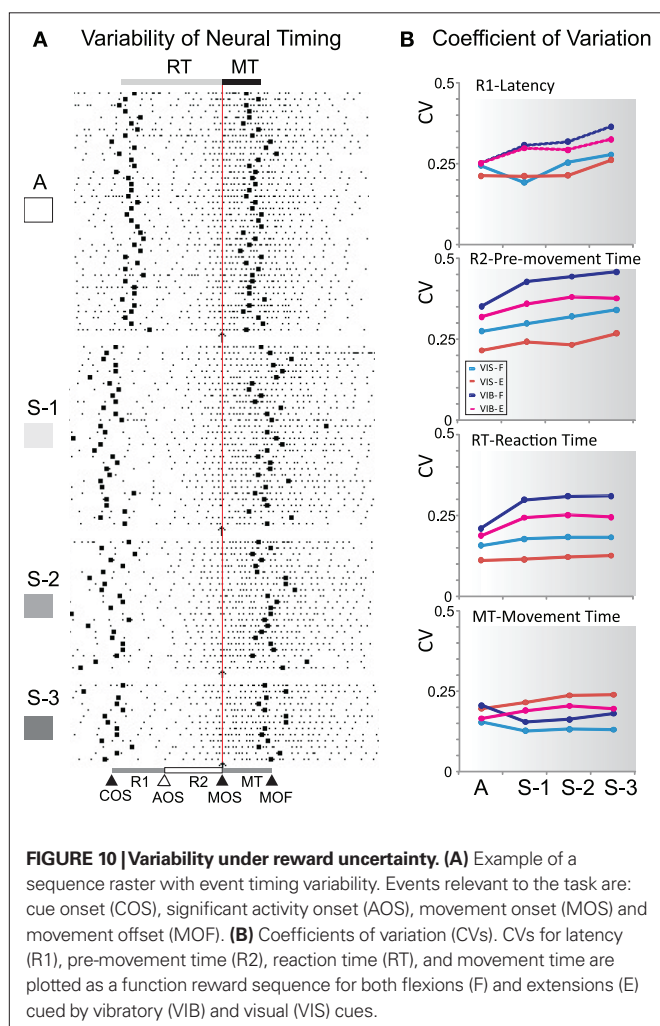 A Variability of Neural Timing
B Coefficient of Variation
RT MT
A
S-1
S-2
S-3
R1 R2 MT
COS AOS MOS MOF
0.5
R1-Latency
CV
0.25
0
0.5
R2-Pre-movement Time
CV
0.25
VIS-F
VIS-E
VIB-F
VIB-E
0
0.5
RT-Reaction Time
CV
0.25
0
0.5
MT-Movement Time
CV
0.25
0
A S-1 S-2 S-3
FIGURE 10 | Variability under reward uncertainty. (A) Example of a
sequence raster with event timing variability. Events relevant to the task are:
cue onset (COS), significant activity onset (AOS), movement onset (MOS) and
movement offset (MOF). (B) Coefficients of variation (CVs). CVs for latency
(R1), pre-movement time (R2), reaction time (RT), and movement time are
plotted as a function reward sequence for both flexions (F) and extensions (E)
cued by vibratory (VIB) and visual (VIS) cues.